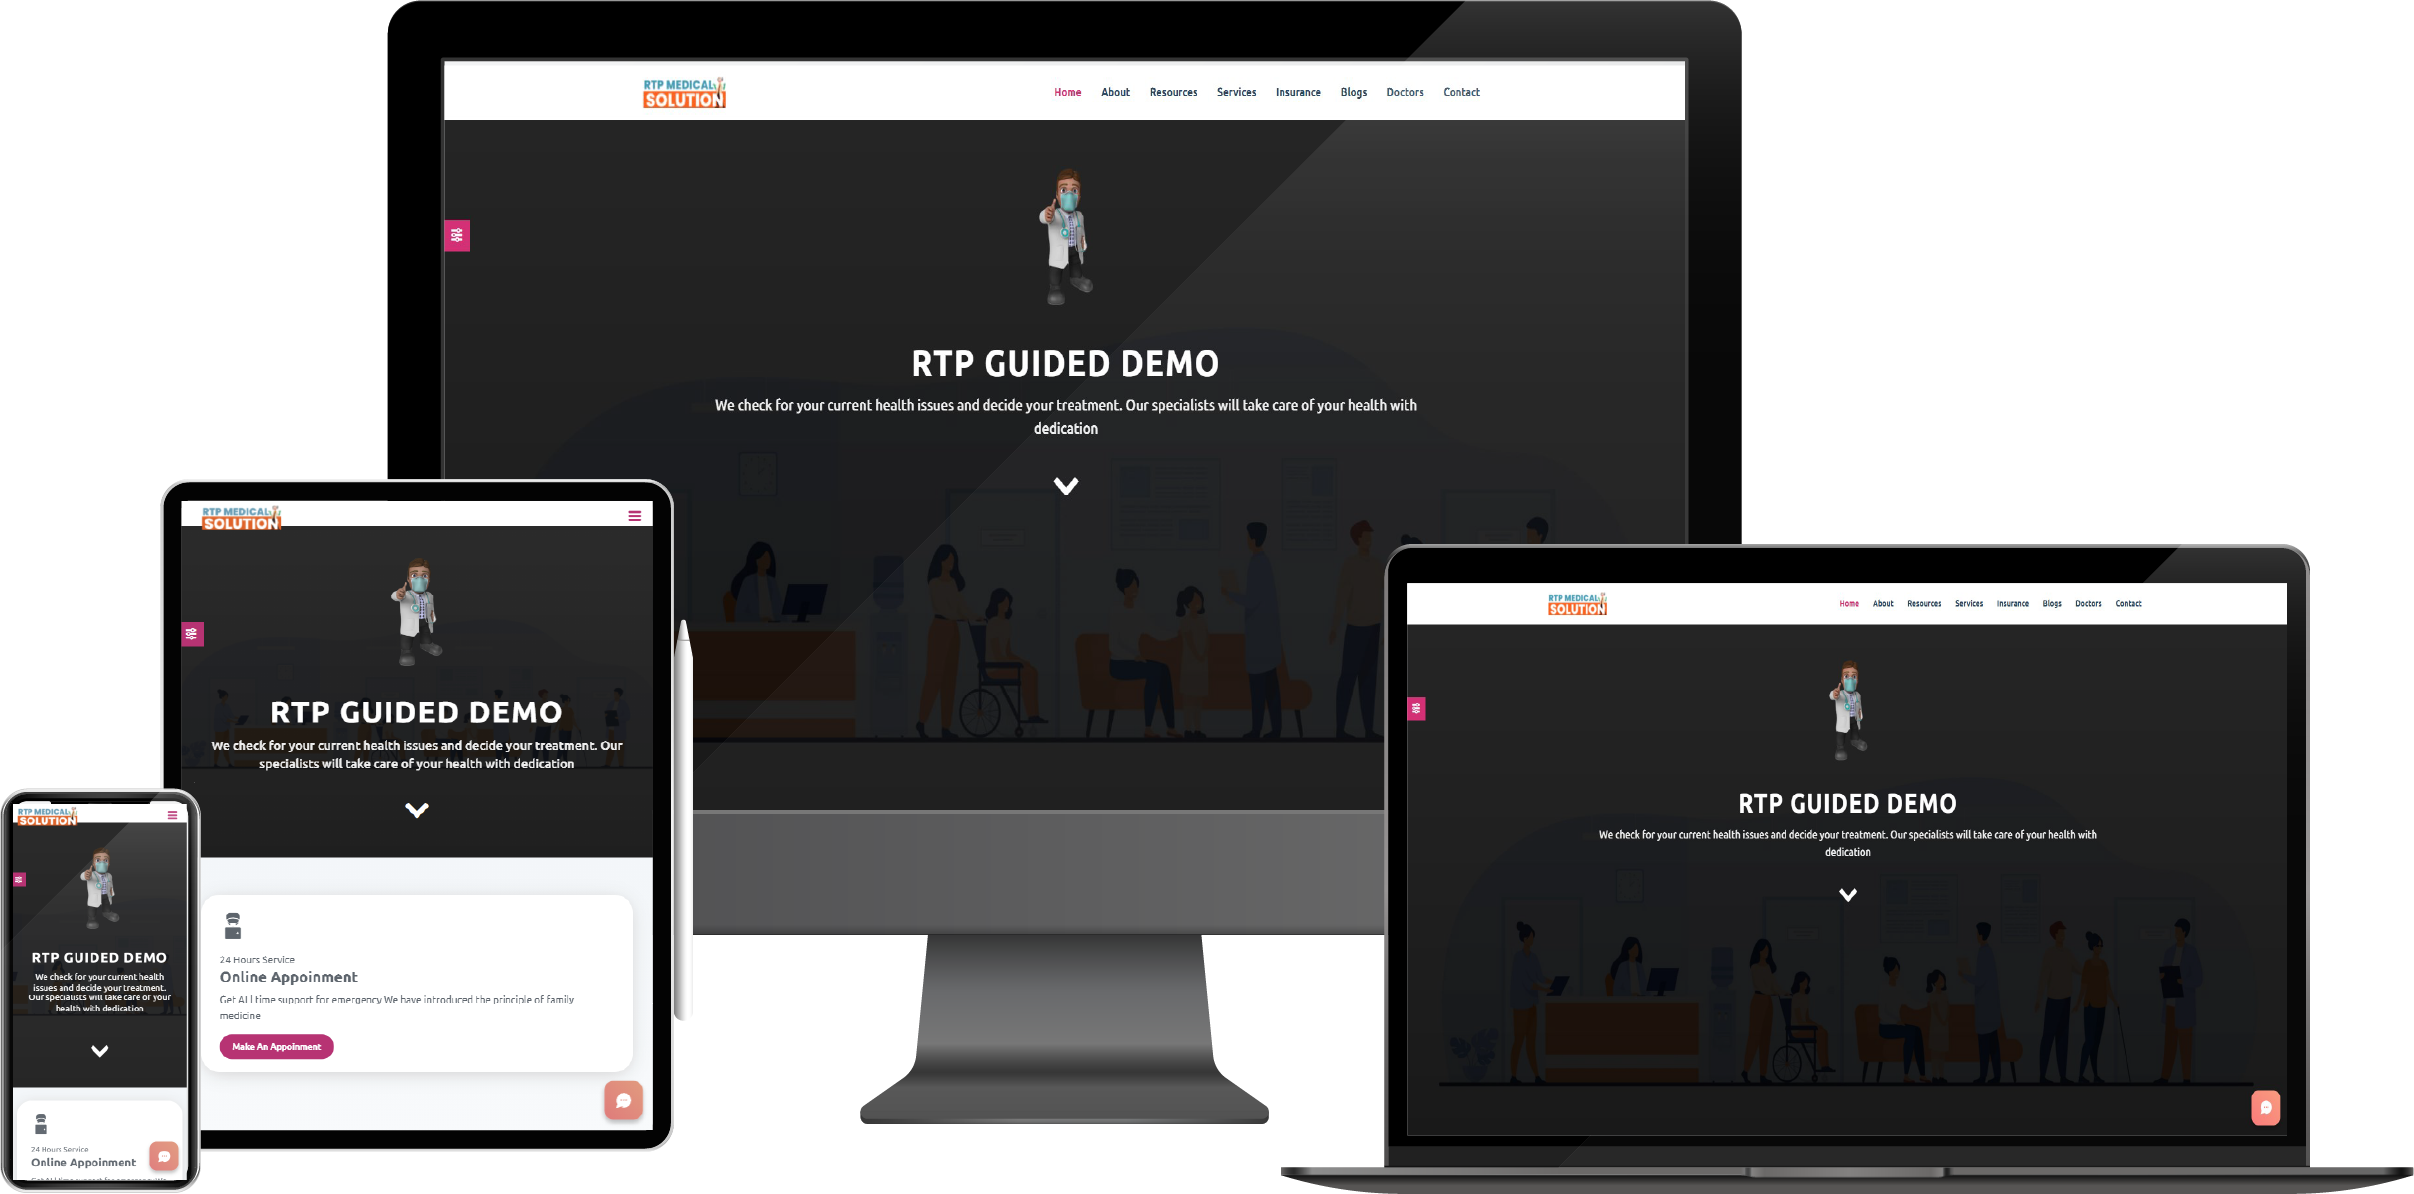 RTP MEDICAL
SOLUTION
Home About Resources Services Insurance Blogs Doctors Contact
RTP GUIDED DEMO
We check for your current health issues and decide your treatment. Our specialists will take care of your health with
dedication
RTP MEDICAL
SOLUTION
RTP GUIDED DEMO
We check for your current health issues and decide your treatment. Our
specialists will take care of your health with dedication
24 Hours Service
Online Appoinment
Get ALl time support for emergency We have introduced the principle of family
medicine
Make An Appoinment
RTP MEDICAL
SOLUTION
RTP GUIDED DEMO
We check for your current health
issues and decide your treatment.
Our specialists will take care of your
health with dedication
24 Hours Service
Online Appoinment
RTP MEDICAL
SOLUTION
Home About Resources Services Insurance Blogs Doctors Contact
RTP GUIDED DEMO
We check for your current health issues and decide your treatment. Our specialists will take care of your health with
dedication